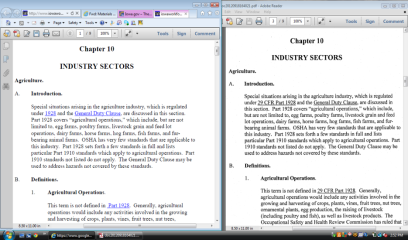 Chapter 10
INDUSTRY SECTORS
Agriculture.
A. Introduction.
Special situations arising in the agriculture industry, which is regulated
under 1928 and the General Duty Clause, are discussed in this section.
Part 1928 covers "agricultural operations," which include, but are not
limited to, egg farms, poultry farms, livestock grain and feed lot
operations, dairy farms, horse farms, hog farms, fish farms, and fur-
bearing animal farms. OSHA has very few standards that are
applicable to this industry. Part 1928 sets forth a few standards in full and lists
particular Part 1910 standards which apply to agricultural operations. Part
1910 standards not listed do not apply. The General Duty Clause may be
used to address hazards not covered by these standards.
B. Definitions.
1. Agricultural Operations.
This term is not defined in Part 1928. Generally, agricultural
operations would include any activities involved in the growing
and harvesting of crops, plants, vines, fruit trees, nut trees,
8.50 x 11.00 in
Adobe Reader
Tools Sign Comment
Chapter 10
INDUSTRY SECTORS
Agriculture.
A. Introduction.
Special situations arising in the agriculture industry, which is regulated
under 29 CFR Part 1928 and the General Duty Clause, are discussed in
this section. Part 1928 covers "agricultural operations," which include,
but are not limited to, egg farms, poultry farms, livestock grain and feed
lot operations, dairy farms, horse farms, hog farms, fish farms, and fur-
bearing animal farms. OSHA has very few standards that are applicable to
this industry. Part 1928 sets forth a few standards in full and lists
particular Part 1910 standards which apply to agricultural operations. Part
1910 standards not listed do not apply. The General Duty Clause may be
used to address hazards not covered by these standards.
B. Definitions.
1. Agricultural Operations.
This term is not defined in 29 CFR Part 1928. Generally,
agricultural operations would include any activities involved in the
growing and harvesting of crops, plants, vines, fruit trees, nut trees,
ornamental plants, egg production, the raising of livestock
(including poultry and fish), as well as livestock products. The
Occupational Safety and Health Review Commission has ruled that